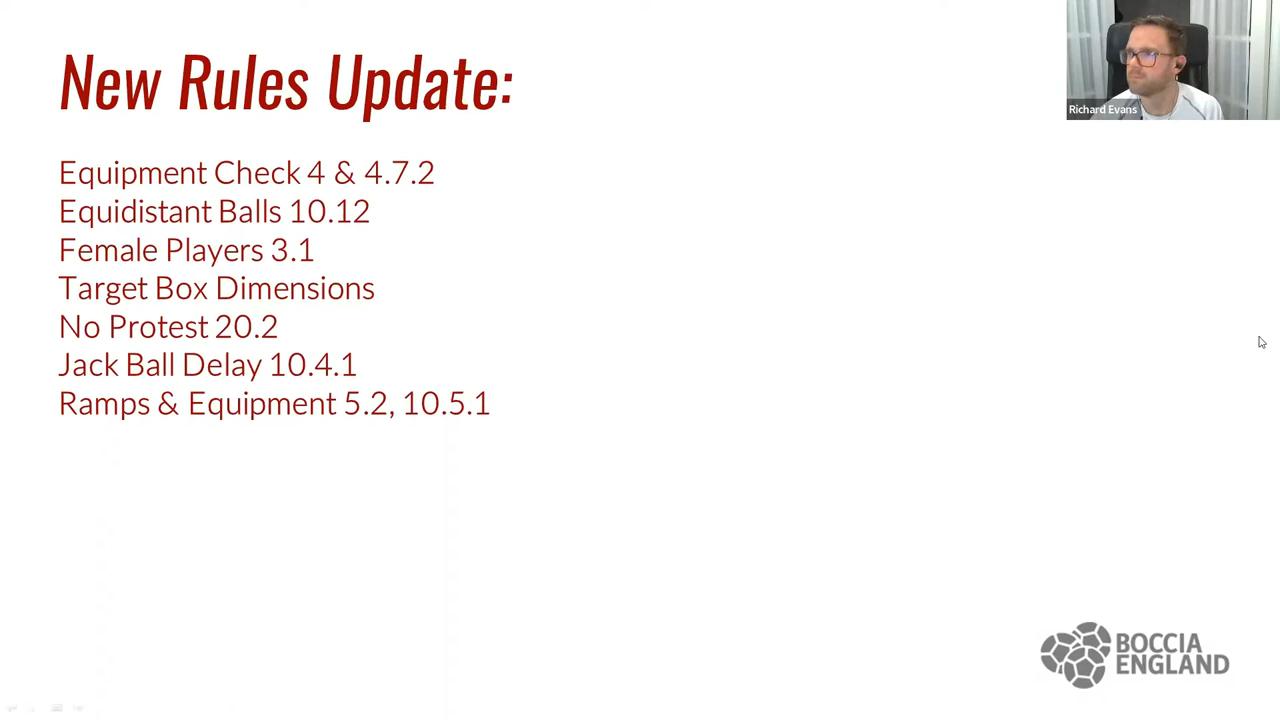 New Rules Update:
Equipment Check 4 & 4.7.2
Equidistant Balls 10.12
Female Players 3.1
Target Box Dimensions
No Protest 20.2
Jack Ball Delay 10.4.1
Ramps & Equipment 5.2, 10.5.1
Richard Evans
BOCCIA
ENGLAND